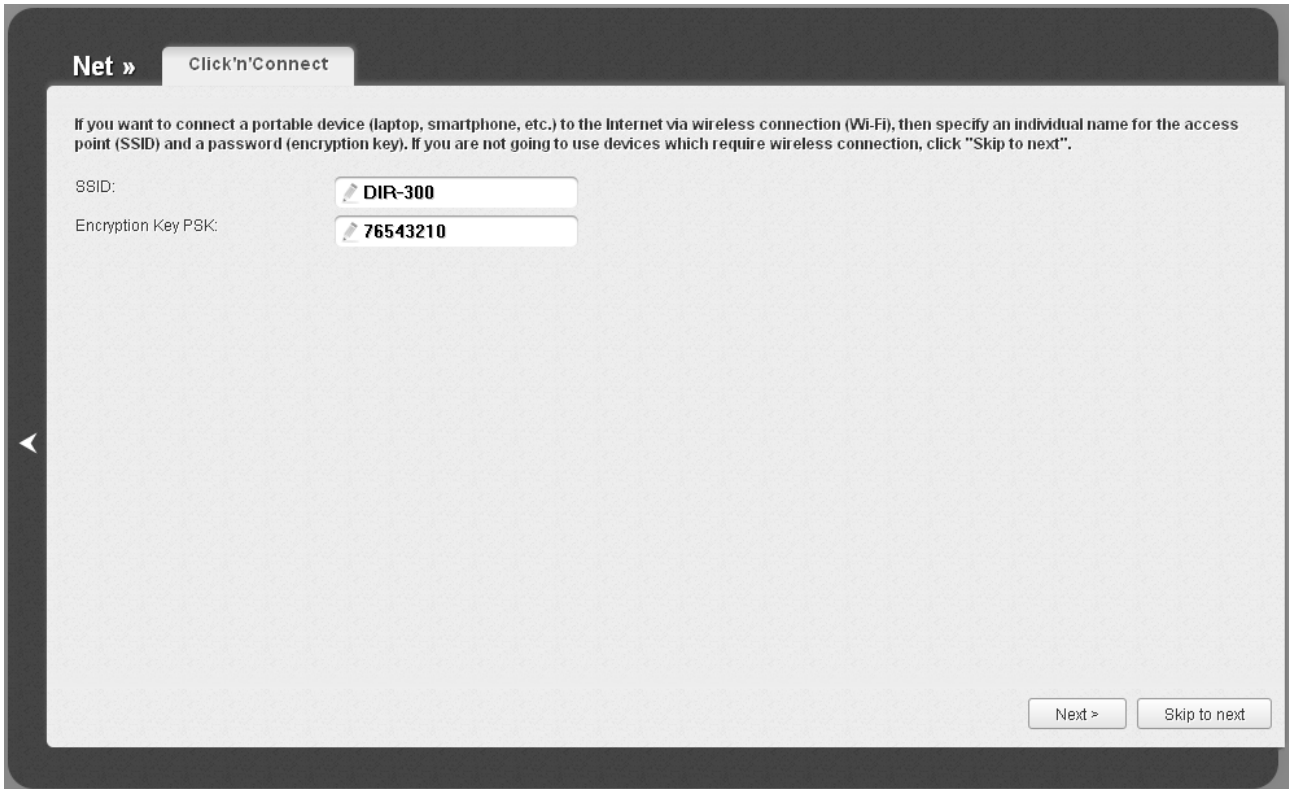 Net »
Click'n'Connect
If you want to connect a portable device (laptop, smartphone, etc.) to the Internet via wireless connection (Wi-Fi), then specify an individual name for the access
point (SSID) and a password (encryption key). If you are not going to use devices which require wireless connection, click "Skip to next".
SSID:
DIR-300
Encryption Key PSK:
76543210
Next >
Skip to next